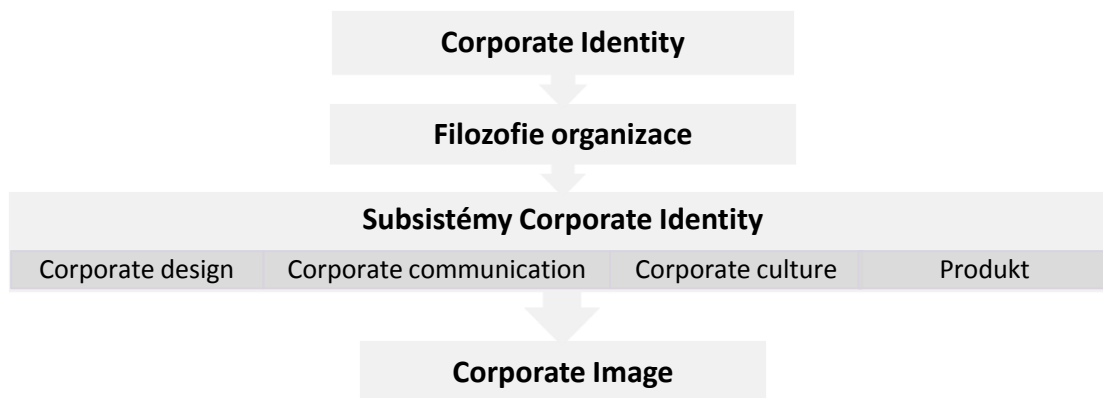 Corporate Identity
Filozofie organizace
Subsistémy Corporate Identity
Corporate design Corporate communication Corporate culture Produkt
Corporate Image